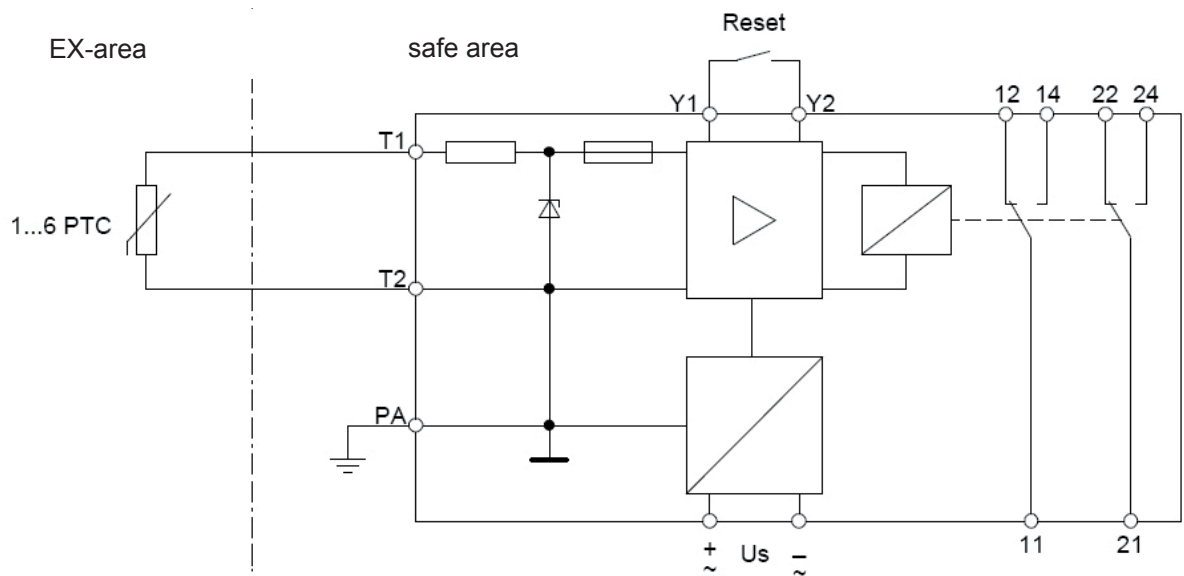 Reset
EX-area
safe area
Y1
Y2
12
14
22
24
T1
1...6 PTC
T2
PA
+
~
Us
–
~
11
21